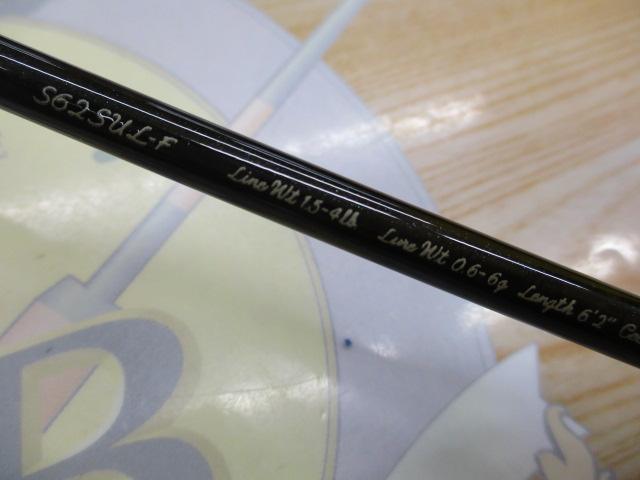 S62SUL-F Line Wt 1.5-4lb Lure Wt 0.6-6g Length 6'2"
B